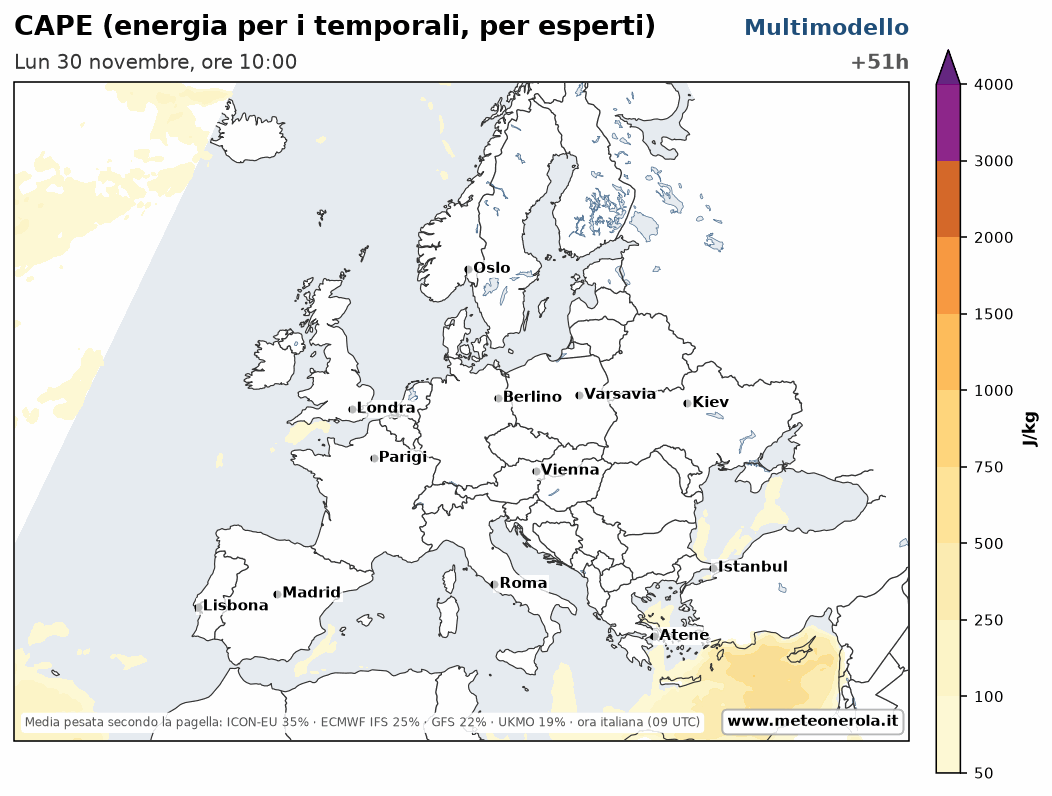 CAPE (energia per i temporali, per esperti)
Multimodello
Lun 30 novembre, ore 10:00
+51h
4000
3000
2000
1500
1000
750
500
250
100
50
J/kg
Oslo
Berlino
Varsavia
Kiev
Londra
Parigi
Vienna
Istanbul
Roma
Madrid
Lisbona
Atene
Media pesata secondo la pagella: ICON-EU 35% · ECMWF IFS 25% · GFS 22% · UKMO 19% · ora italiana (09 UTC)
www.meteonerola.it